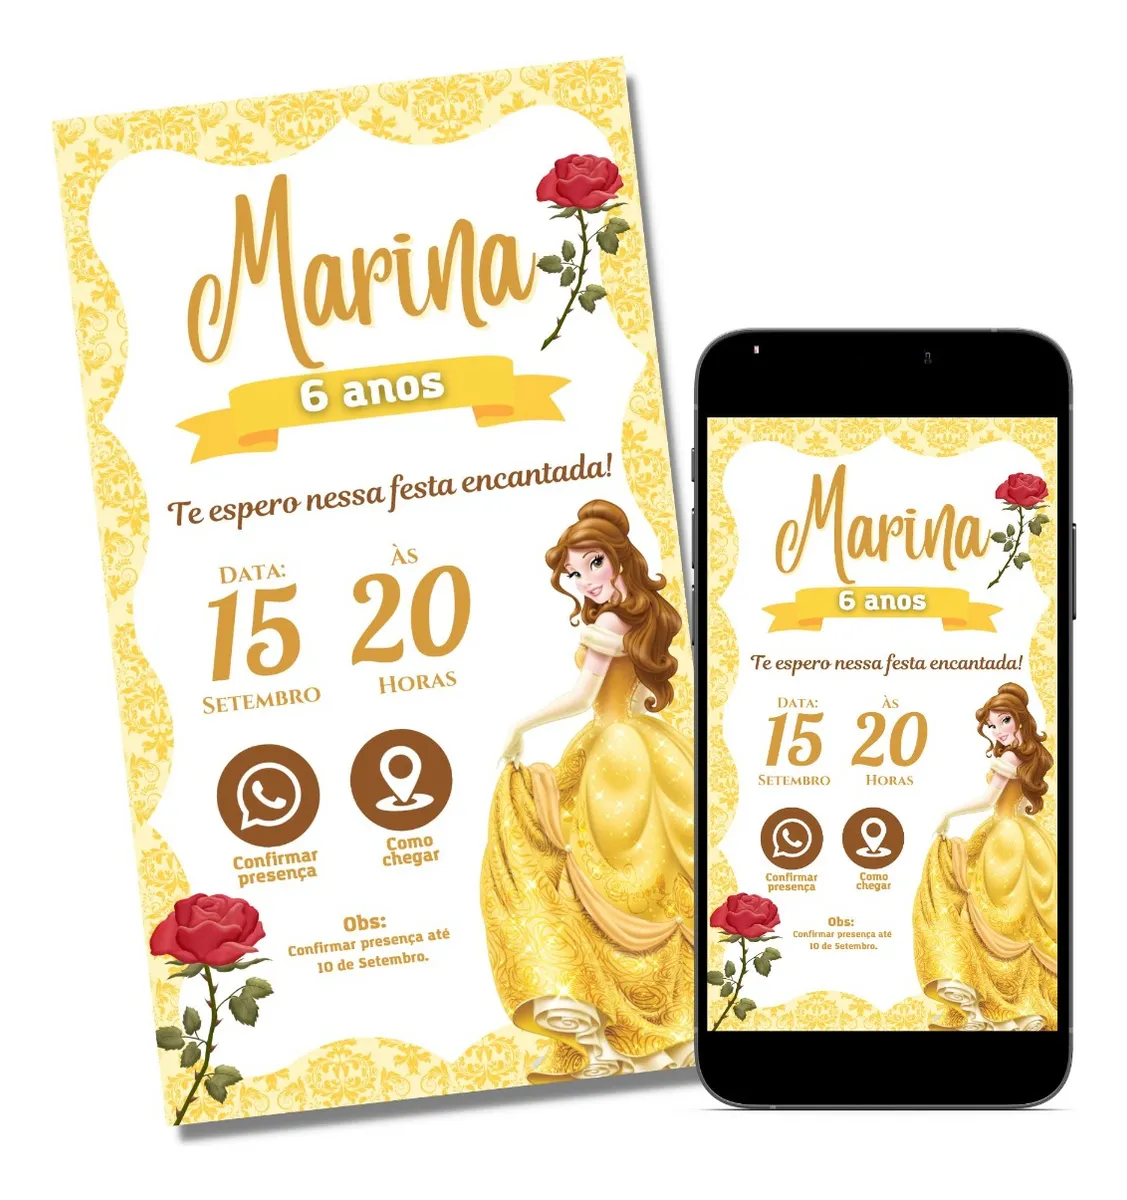 Marina
6 anos
Te espero nessa festa encantada!
DATA:
15
SETEMBRO
ÀS
20
HORAS
Confirmar
presença
Como
chegar
Obs:
Confirmar presença até
10 de Setembro.
Marina
6 anos
Te espero nessa festa encantada!
DATA:
15
SETEMBRO
ÀS
20
HORAS
Confirmar
presença
Como
chegar
Obs:
Confirmar presença até
10 de Setembro.